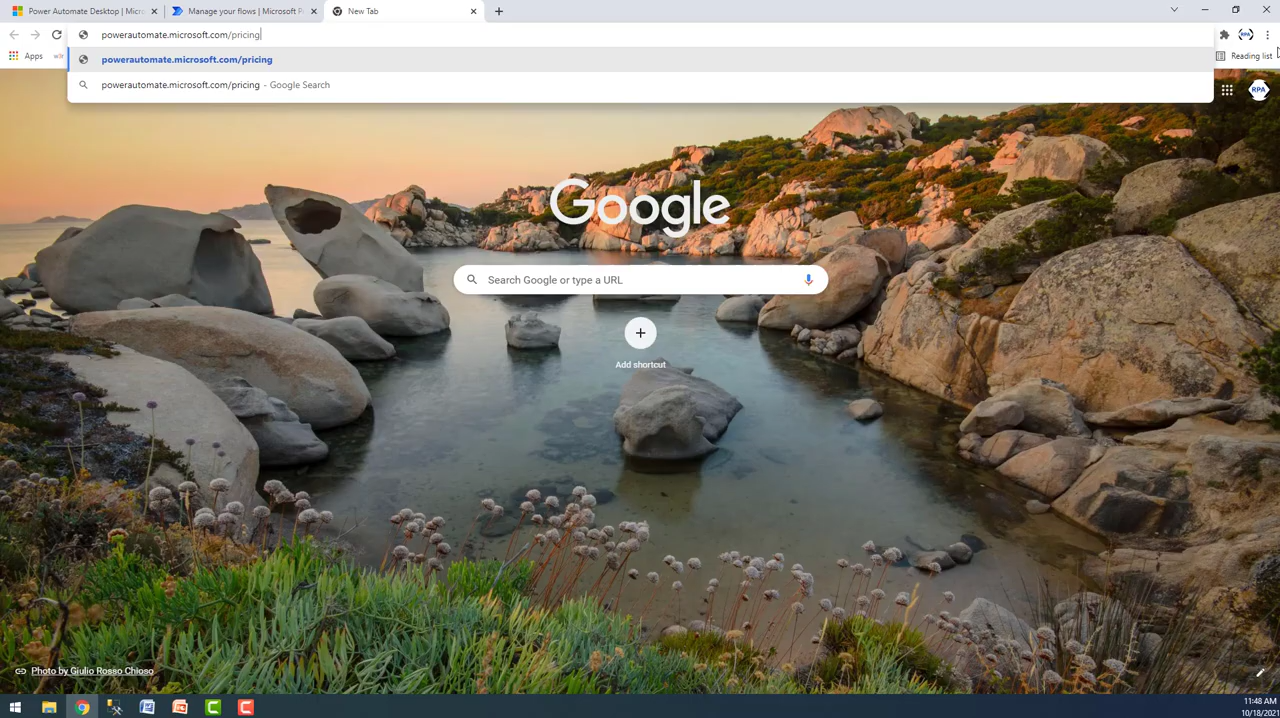 Power Automate Desktop | Micro
Manage your flows | Microsoft P
New Tab
powerautomate.microsoft.com/pricing
Apps
Reading list
powerautomate.microsoft.com/pricing
powerautomate.microsoft.com/pricing - Google Search
RPA
Google
Search Google or type a URL
Add shortcut
Photo by Giulio Rosso Chioso
11:48 AM
10/18/2021